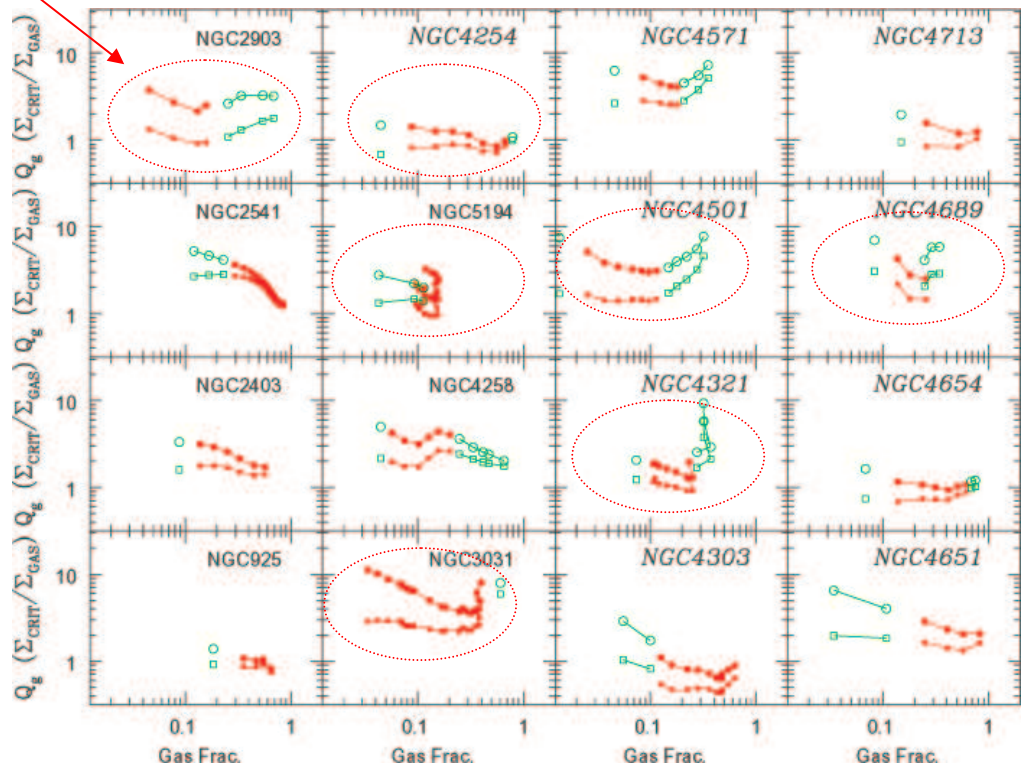 NGC2903 NGC4254 NGC4571 NGC4713
Q_g (Σ_CRIT/Σ_GAS)
10
1
NGC2541 NGC5194 NGC4501 NGC4689
Q_g (Σ_CRIT/Σ_GAS)
10
1
NGC2403 NGC4258 NGC4321 NGC4654
Q_g (Σ_CRIT/Σ_GAS)
10
1
NGC925 NGC3031 NGC4303 NGC4651
Q_g (Σ_CRIT/Σ_GAS)
10
1
0.1 1 0.1 1 0.1 1 0.1 1
Gas Frac. Gas Frac. Gas Frac. Gas Frac.